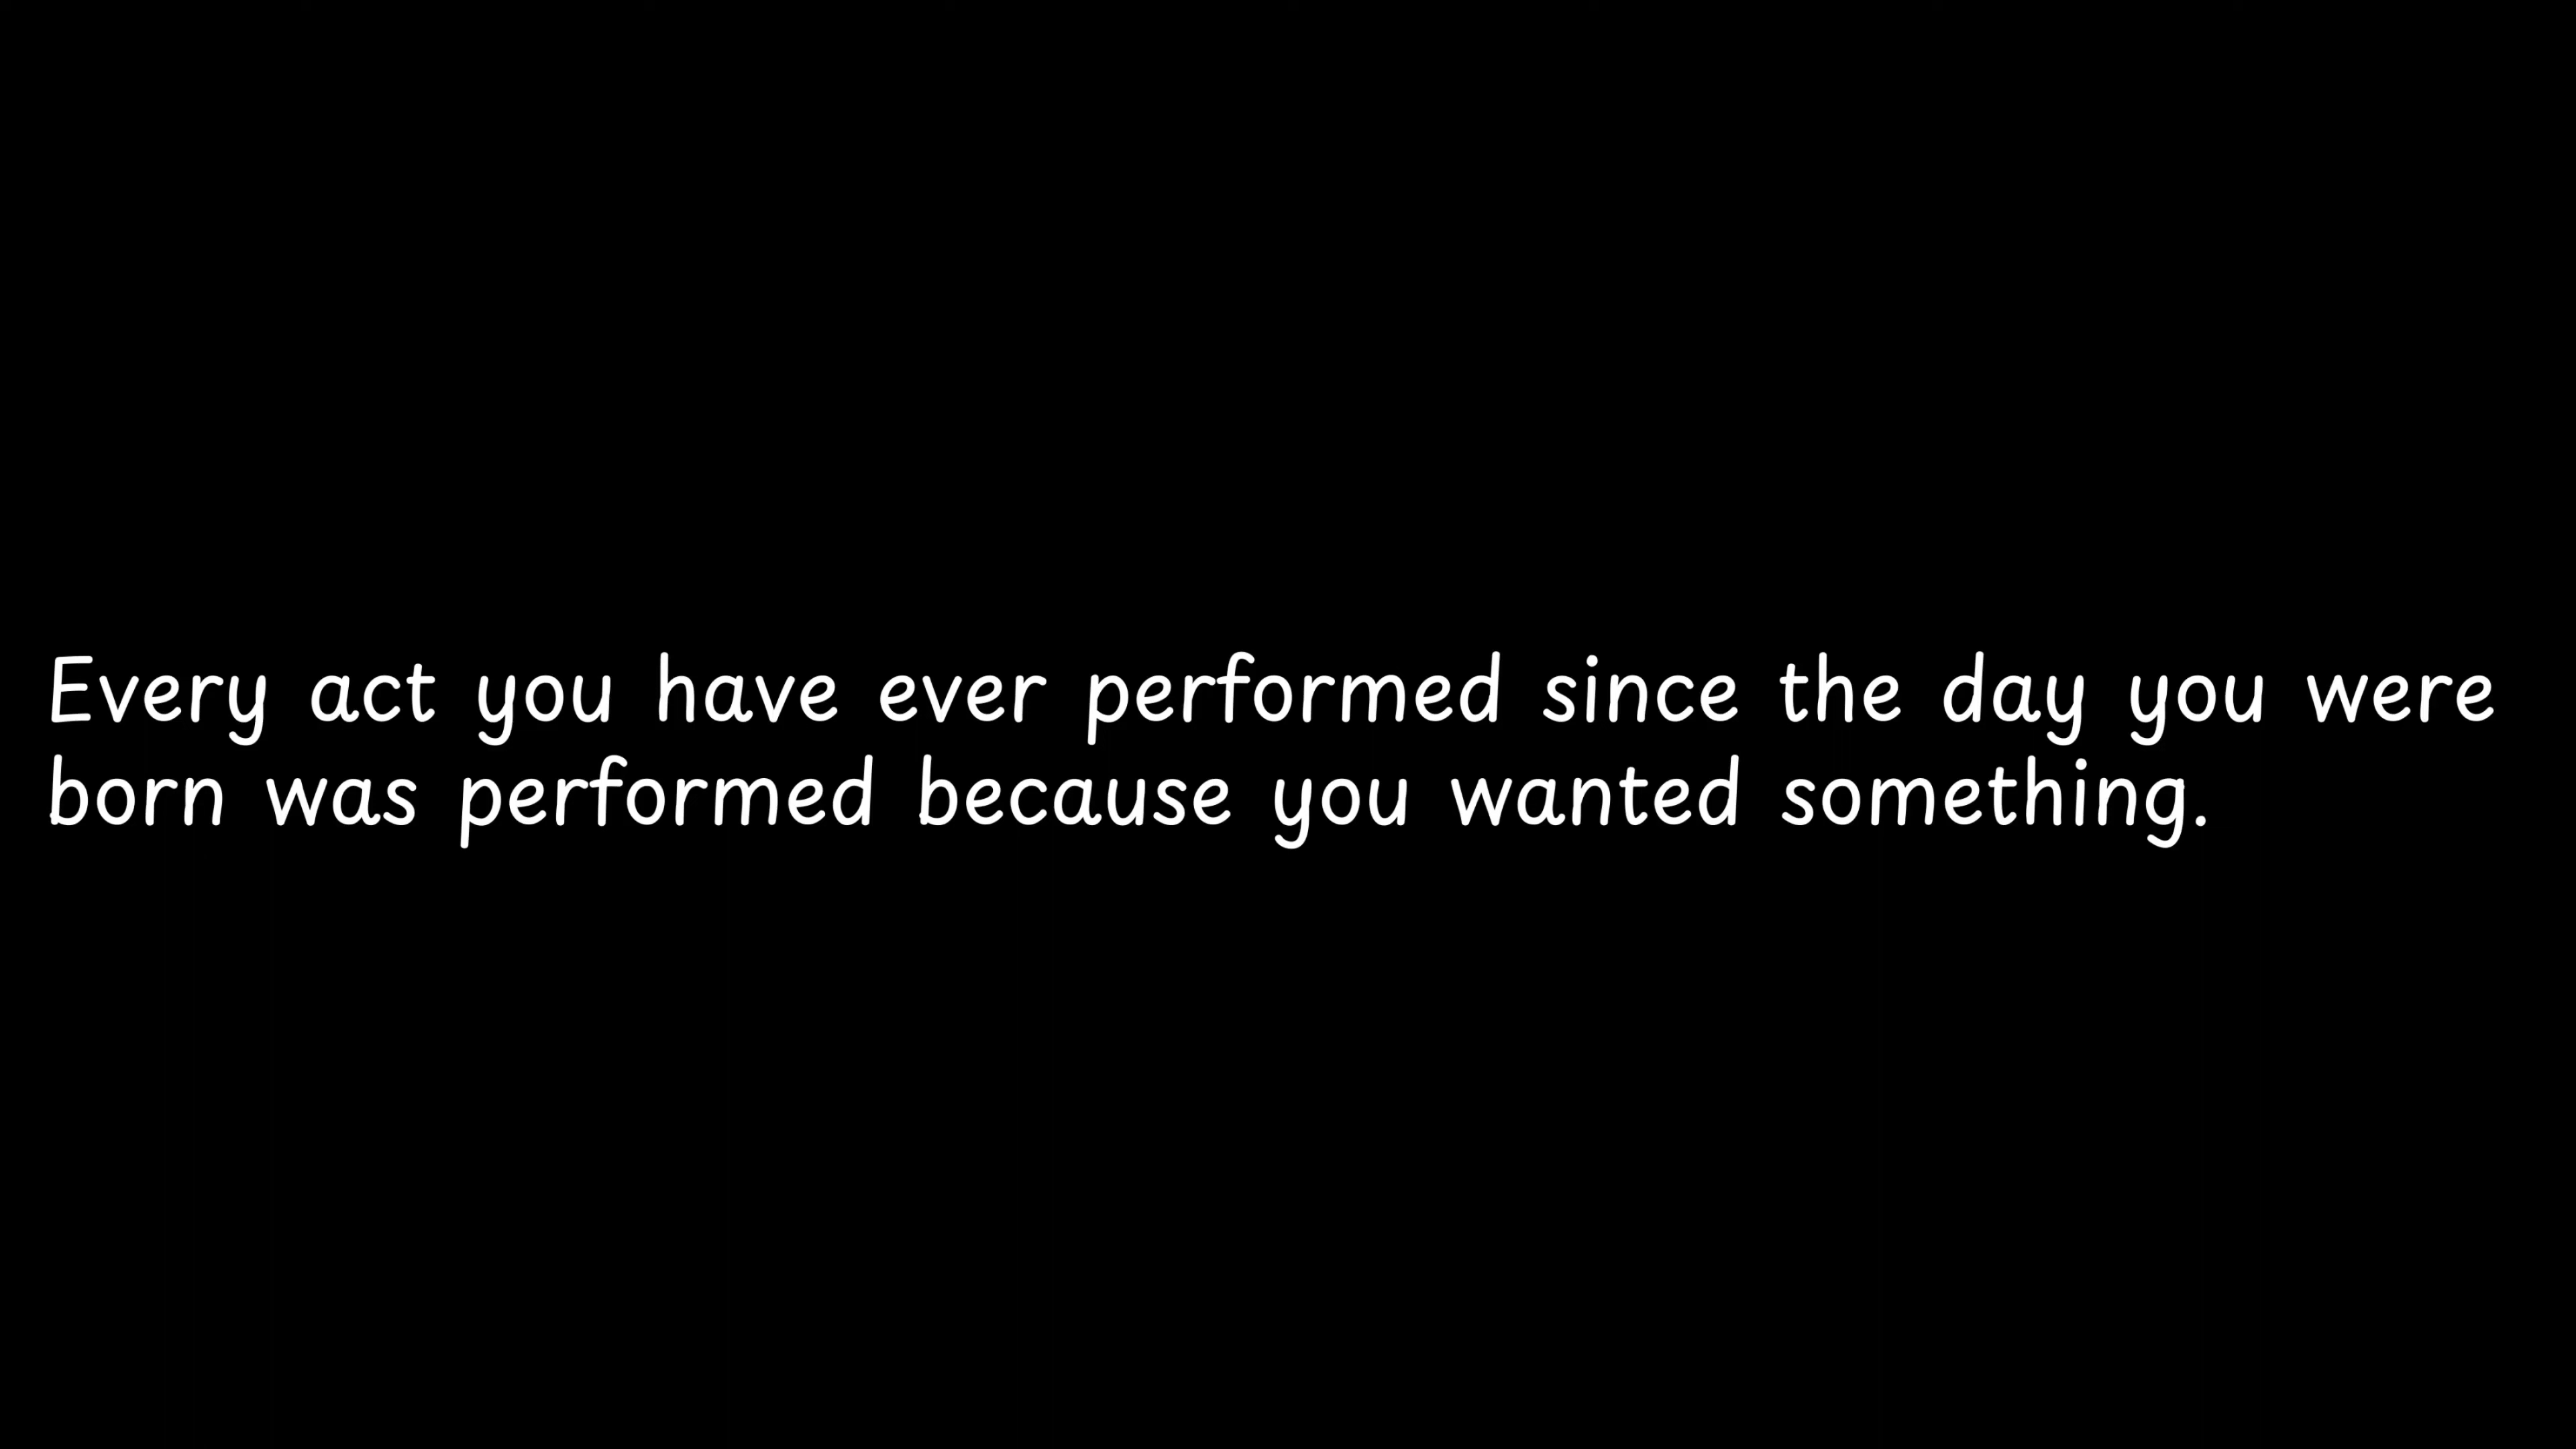 Every act you have ever performed since the day you were
born was performed because you wanted something.